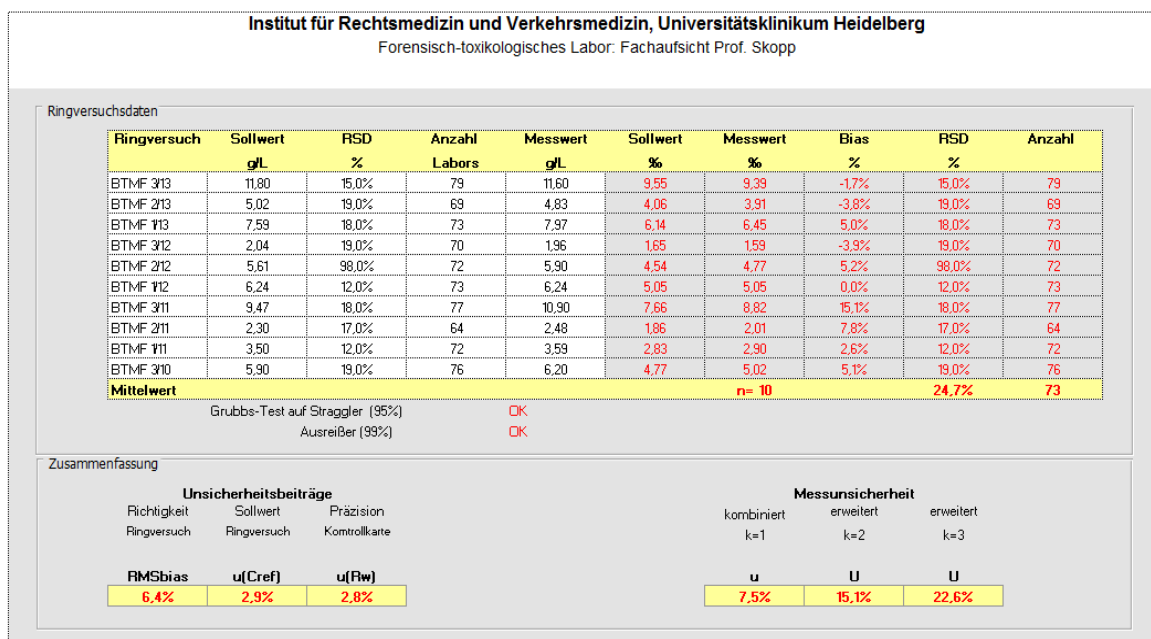 Institut für Rechtsmedizin und Verkehrsmedizin, Universitätsklinikum Heidelberg
Forensisch-toxikologisches Labor: Fachaufsicht Prof. Skopp
Ringversuchsdaten
Ringversuch Sollwert RSD Anzahl Messwert Sollwert Messwert Bias RSD Anzahl
g/L % Labors g/L ‰ ‰ % %
BTMF 3/13 11,80 15,0% 79 11,60 9,55 9,39 -1,7% 15,0% 79
BTMF 2/13 5,02 19,0% 69 4,83 4,06 3,91 -3,8% 19,0% 69
BTMF 1/13 7,59 18,0% 73 7,97 6,14 6,45 5,0% 18,0% 73
BTMF 3/12 2,04 19,0% 70 1,96 1,65 1,59 -3,9% 19,0% 70
BTMF 2/12 5,61 98,0% 72 5,90 4,54 4,77 5,2% 98,0% 72
BTMF 1/12 6,24 12,0% 73 6,24 5,05 5,05 0,0% 12,0% 73
BTMF 3/11 9,47 18,0% 77 10,90 7,66 8,82 15,1% 18,0% 77
BTMF 2/11 2,30 17,0% 64 2,48 1,86 2,01 7,8% 17,0% 64
BTMF 1/11 3,50 12,0% 72 3,59 2,83 2,90 2,6% 12,0% 72
BTMF 3/10 5,90 19,0% 76 6,20 4,77 5,02 5,1% 19,0% 76
Mittelwert n= 10 24,7% 73
Grubbs-Test auf Straggler (95%) OK
Ausreißer (99%) OK
Zusammenfassung
Unsicherheitsbeiträge Messunsicherheit
Richtigkeit Sollwert Präzision kombiniert erweitert erweitert
Ringversuch Ringversuch Komtrollkarte k=1 k=2 k=3
RMSbias u(Cref) u(Rw) u U U
6,4% 2,9% 2,8% 7,5% 15,1% 22,6%